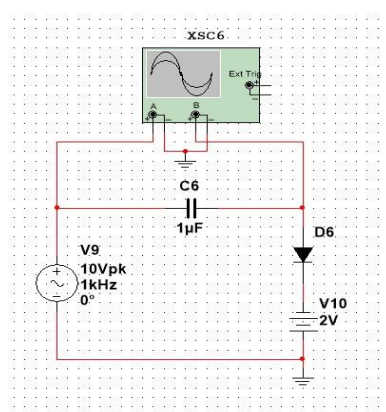 XSC6
Ext Trig
+
−
A
B
+ − + −
C6
1µF
D6
V9
+
10Vpk
1kHz
−
0°
V10
2V